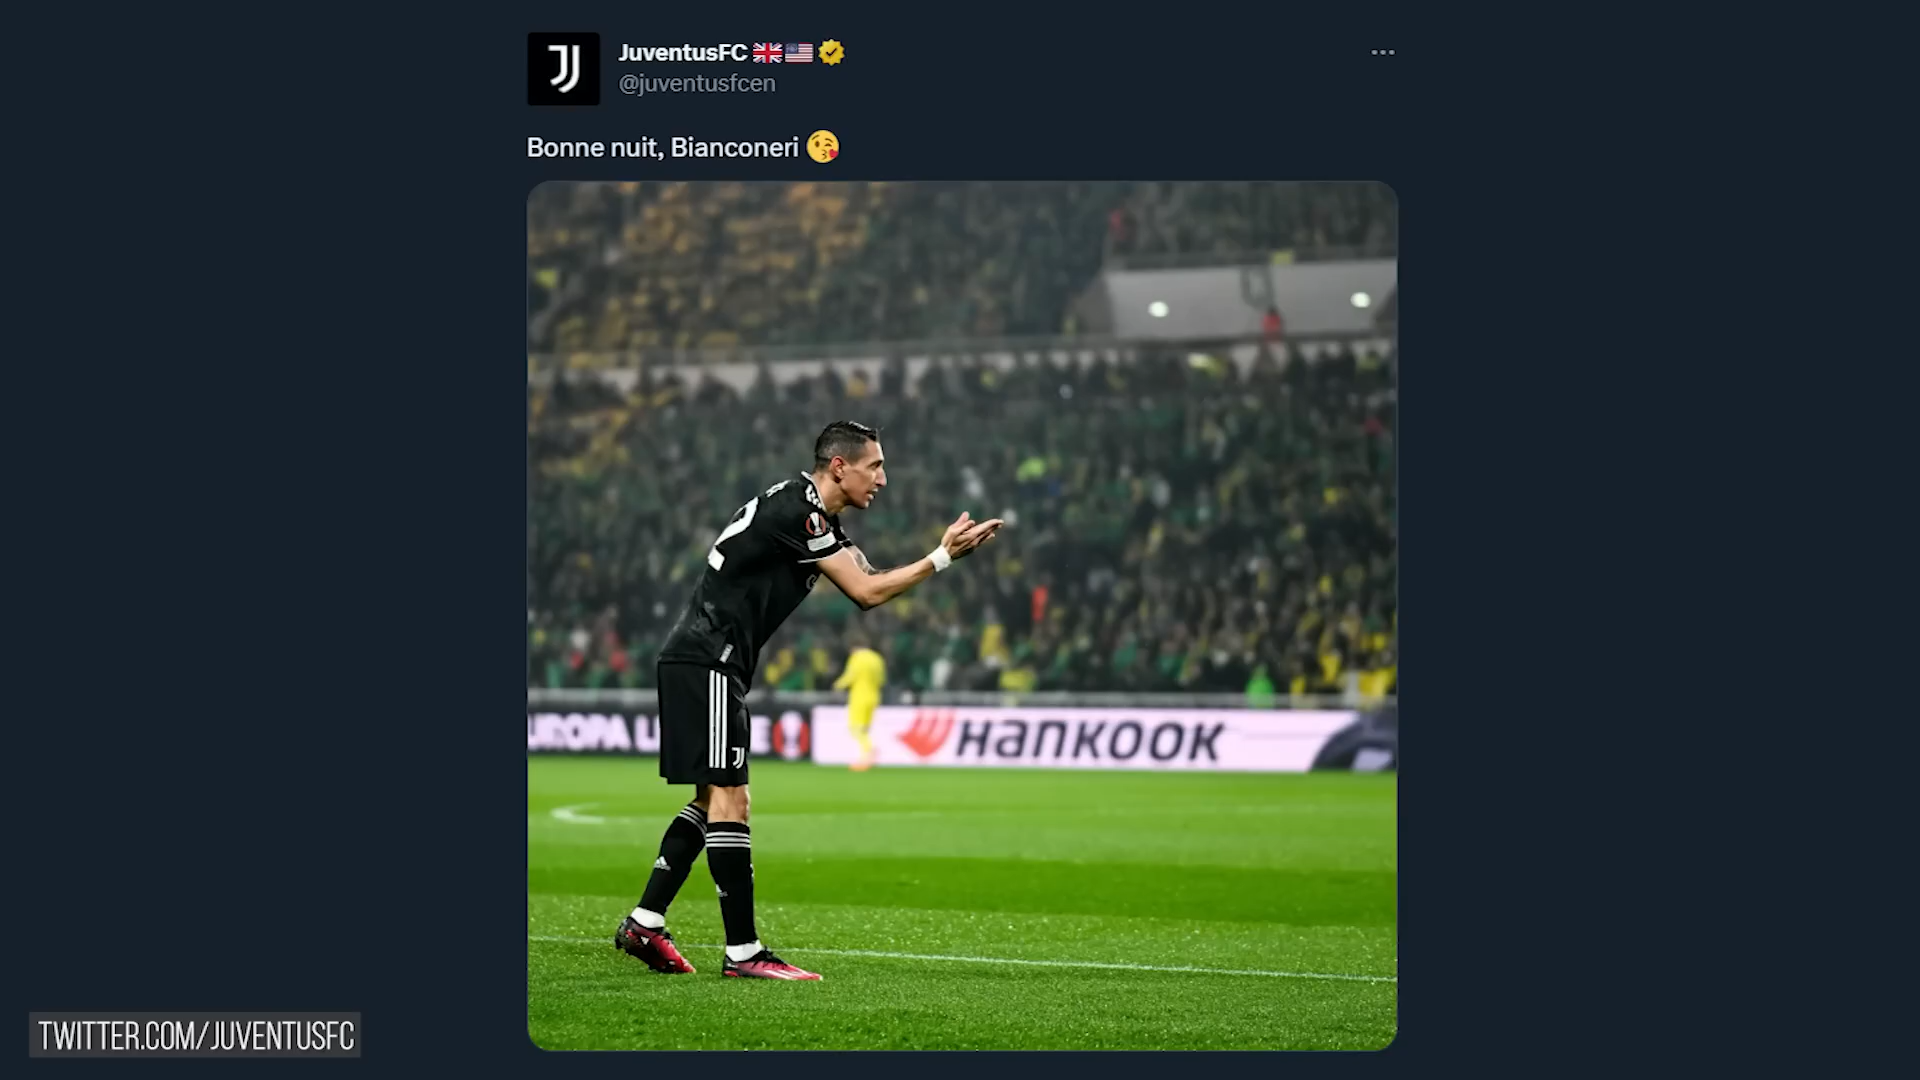 JuventusFC
@juventusfcen
Bonne nuit, Bianconeri
HANKOOK
TWITTER.COM/JUVENTUSFC